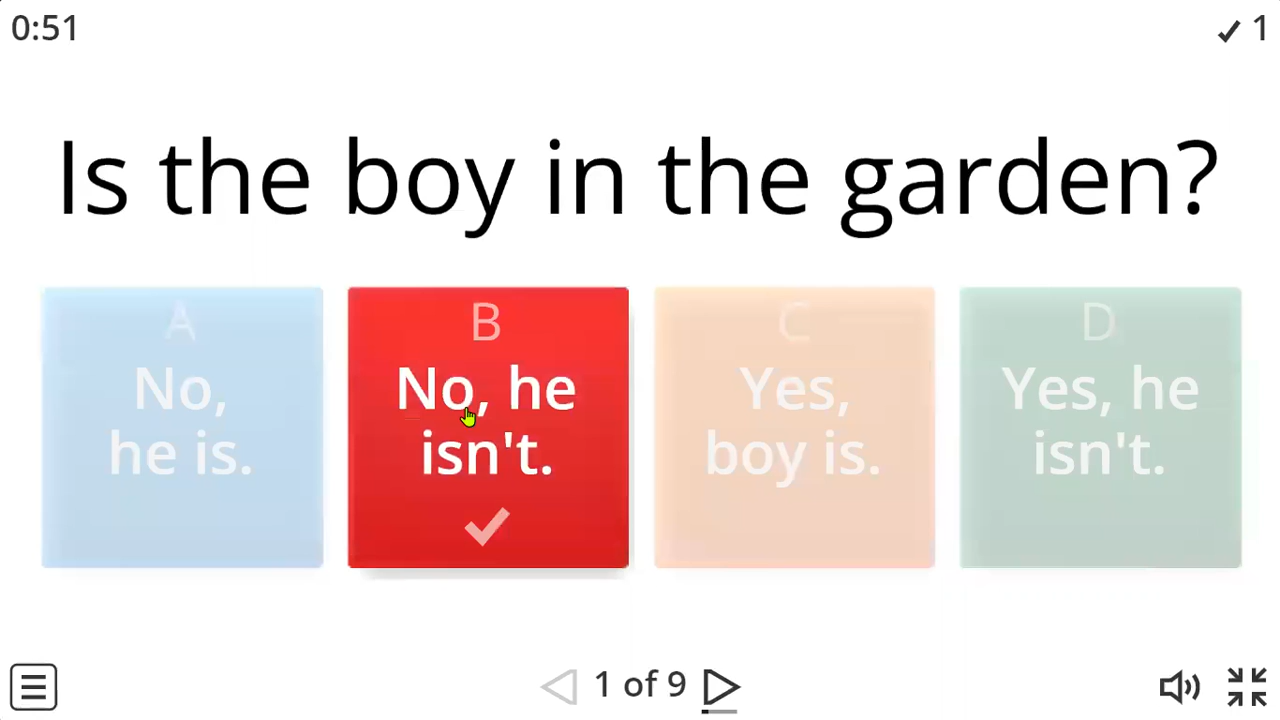 0:51
✓ 1
Is the boy in the garden?
A
No,
he is.
B
No, he
isn't.
C
Yes,
boy is.
D
Yes, he
isn't.
1 of 9